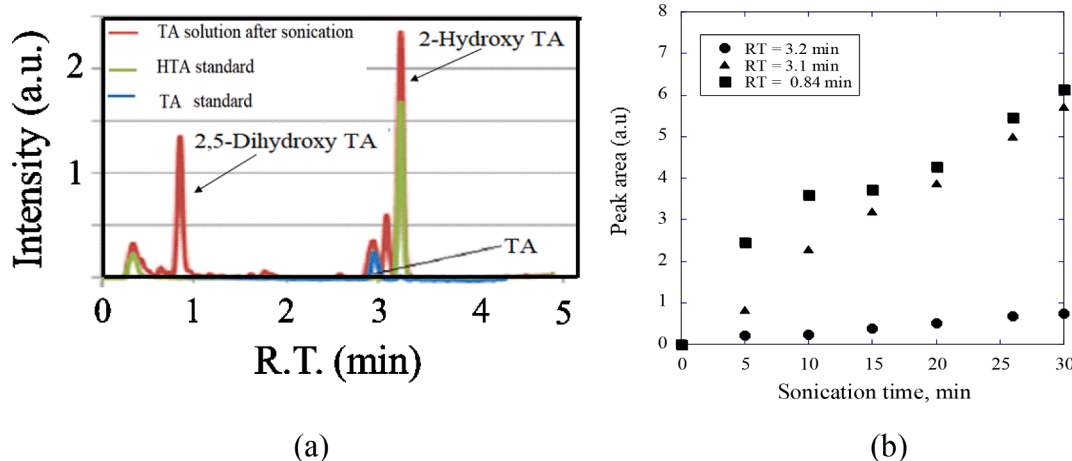 TA solution after sonication
HTA standard
TA standard
2-Hydroxy TA
2,5-Dihydroxy TA
TA
Intensity (a.u.)
2
1
0 1 2 3 4 5
R.T. (min)
(a)
RT = 3.2 min
RT = 3.1 min
RT = 0.84 min
Peak area (a.u)
8
7
6
5
4
3
2
1
0
0 5 10 15 20 25 30
Sonication time, min
(b)